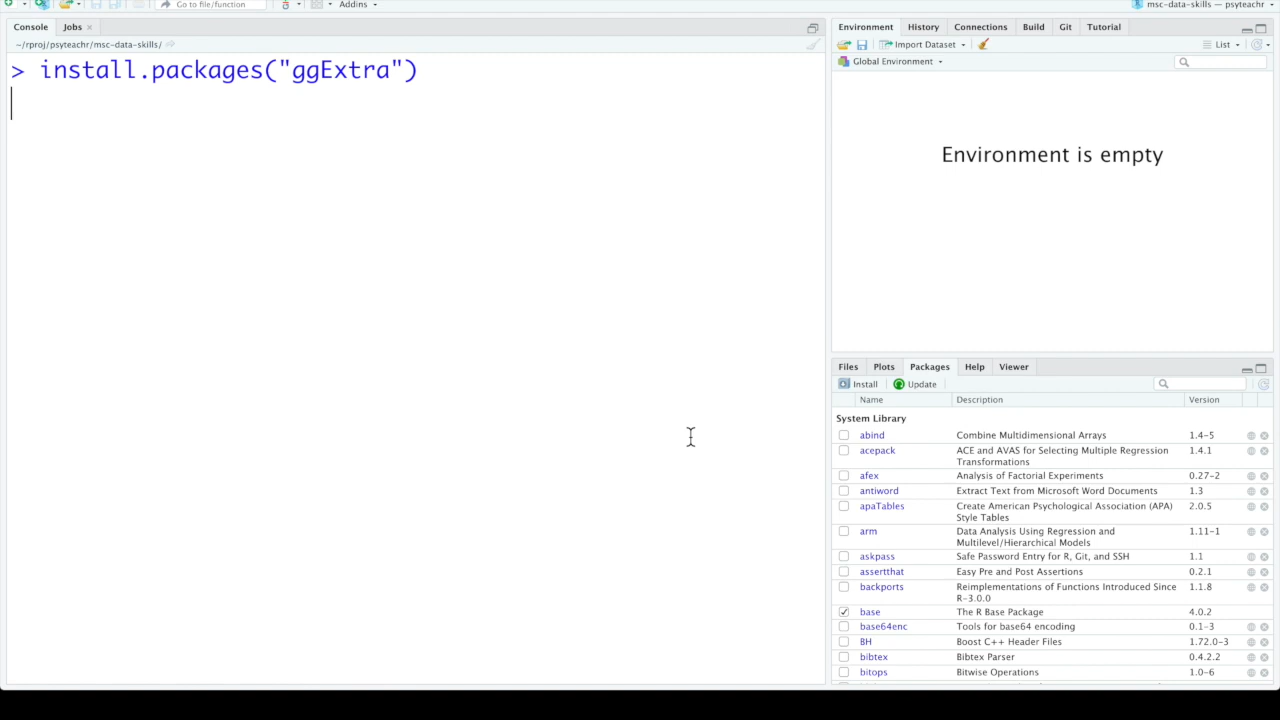 Go to file/function
Addins
msc-data-skills — psyteachr
Console Jobs
~/rproj/psyteachr/msc-data-skills/
> install.packages("ggExtra")
Environment History Connections Build Git Tutorial
Import Dataset
List
Global Environment
Environment is empty
Files Plots Packages Help Viewer
Install Update
Name Description Version
System Library
abind Combine Multidimensional Arrays 1.4-5
acepack ACE and AVAS for Selecting Multiple Regression 1.4.1
Transformations
afex Analysis of Factorial Experiments 0.27-2
antiword Extract Text from Microsoft Word Documents 1.3
apaTables Create American Psychological Association (APA) 2.0.5
Style Tables
arm Data Analysis Using Regression and 1.11-1
Multilevel/Hierarchical Models
askpass Safe Password Entry for R, Git, and SSH 1.1
assertthat Easy Pre and Post Assertions 0.2.1
backports Reimplementations of Functions Introduced Since 1.1.8
R-3.0.0
base The R Base Package 4.0.2
base64enc Tools for base64 encoding 0.1-3
BH Boost C++ Header Files 1.72.0-3
bibtex Bibtex Parser 0.4.2.2
bitops Bitwise Operations 1.0-6